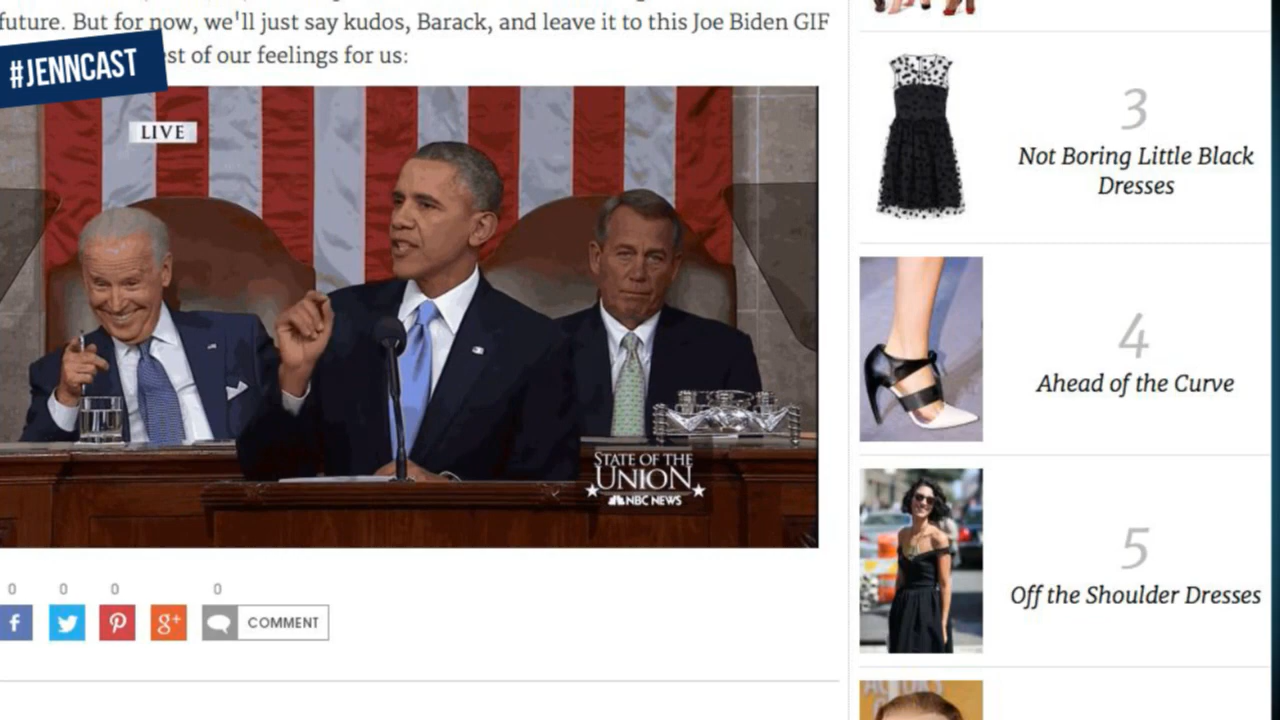 future. But for now, we'll just say kudos, Barack, and leave it to this Joe Biden GIF
#JENNCAST
of our feelings for us:
LIVE
STATE OF THE
UNION
NBC NEWS
0 0 0 0
f g+ COMMENT
3
Not Boring Little Black
Dresses
4
Ahead of the Curve
5
Off the Shoulder Dresses